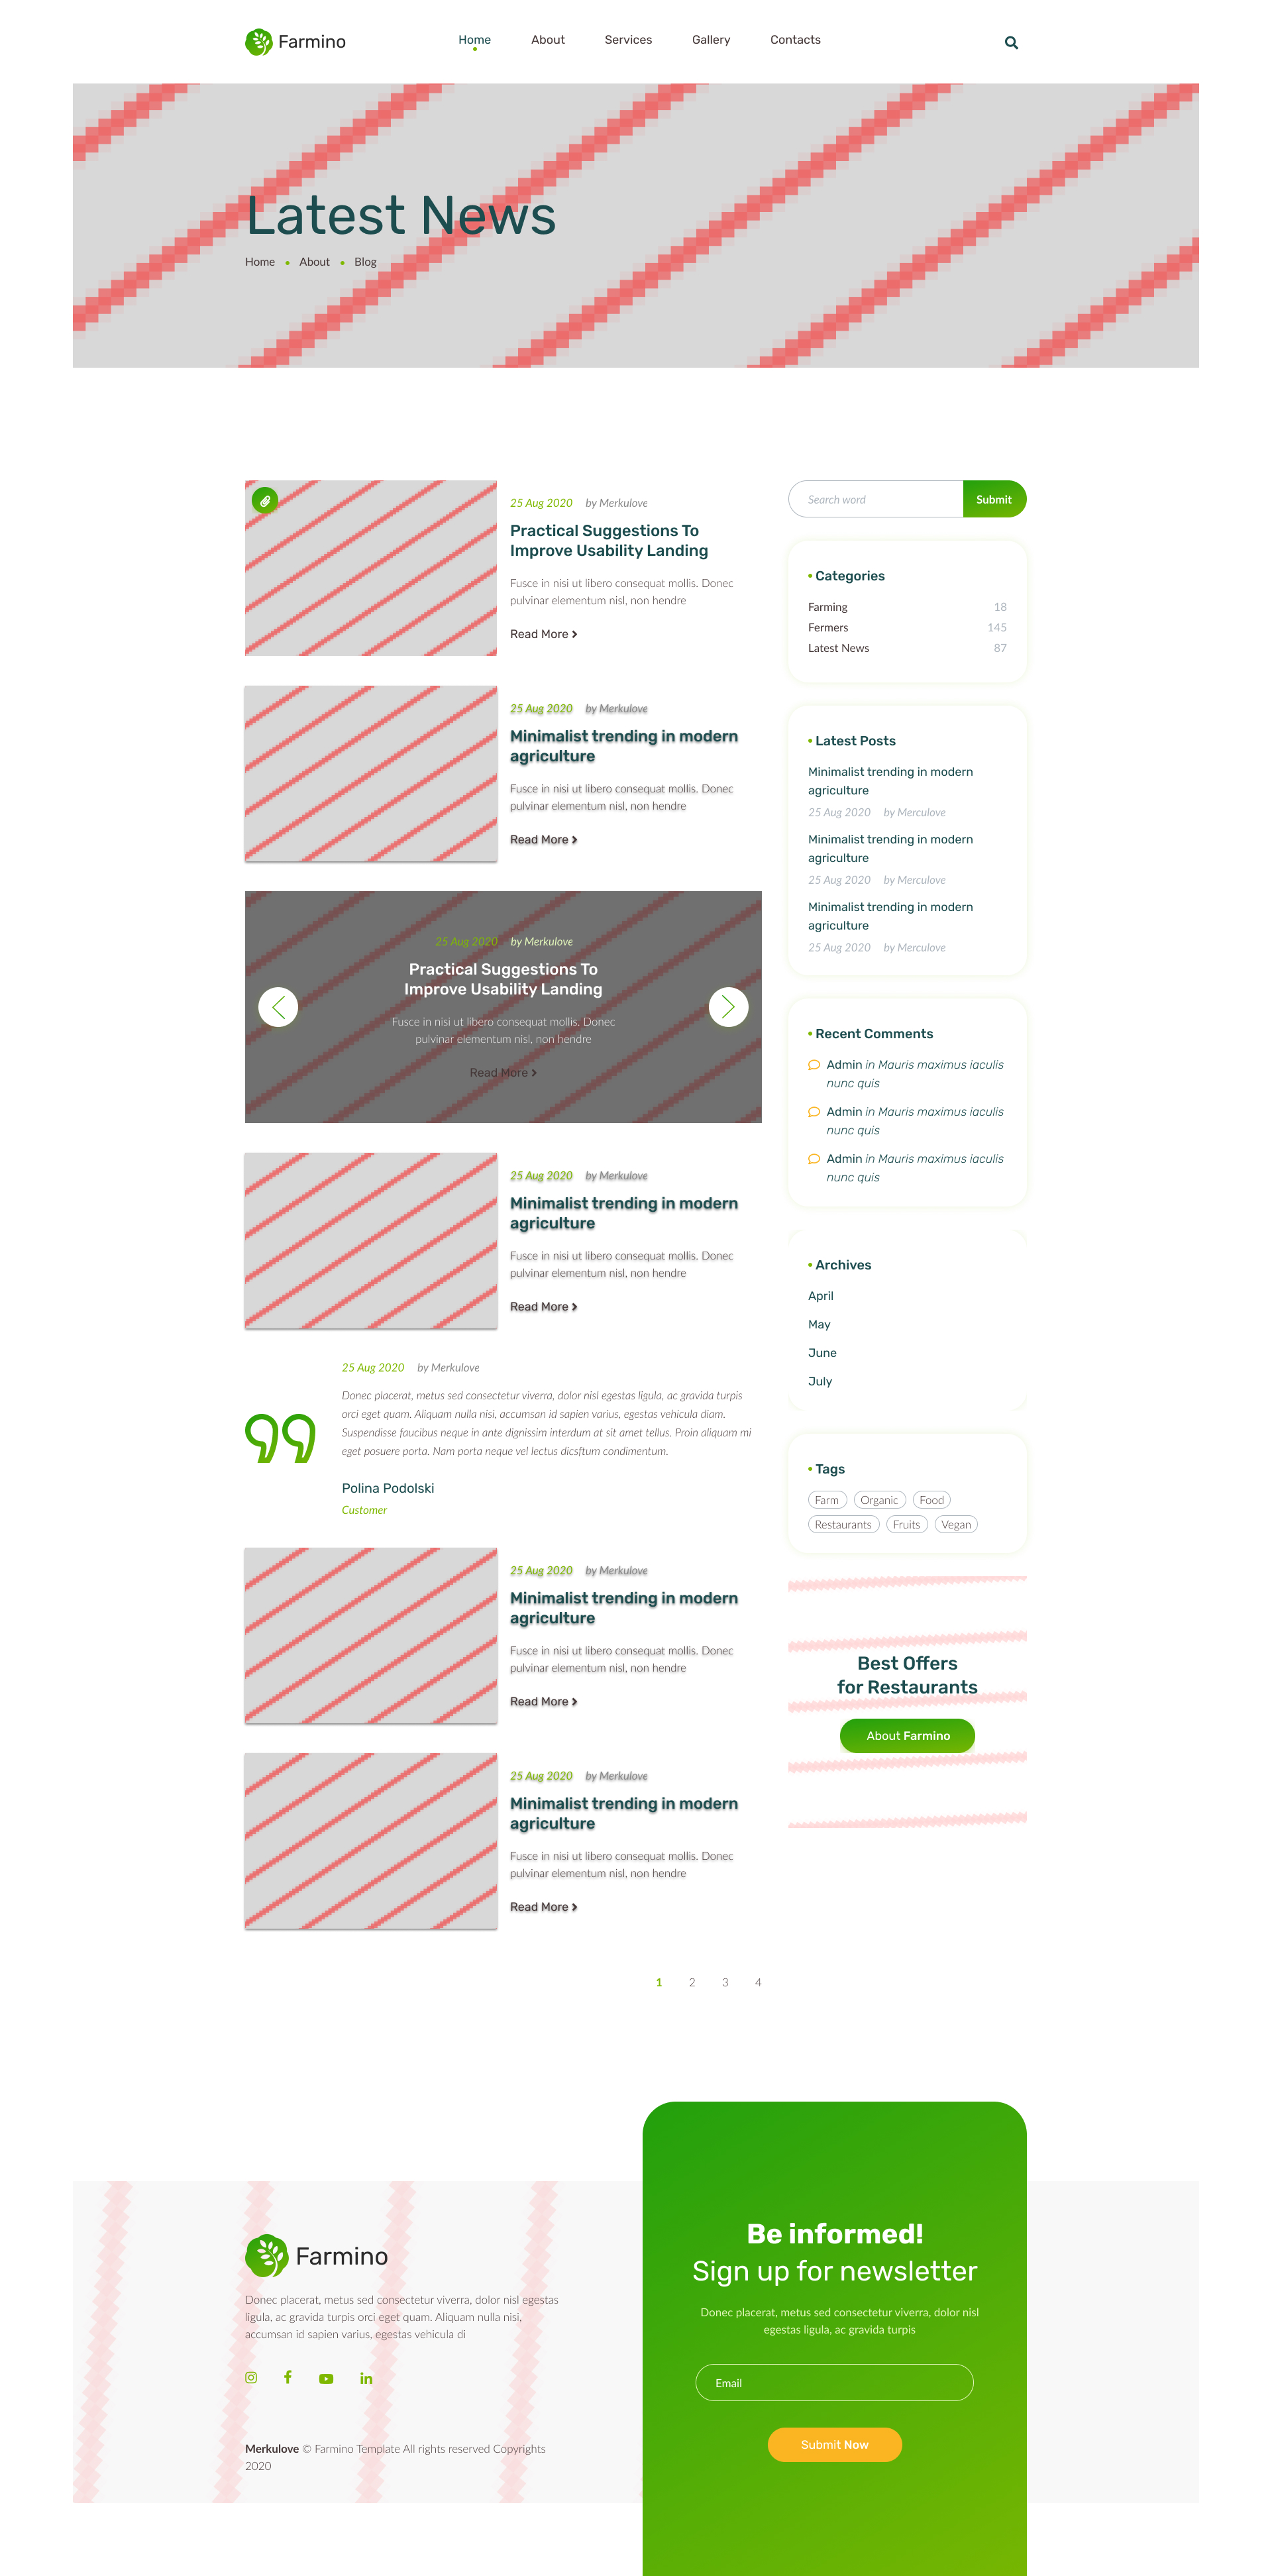 Farmino
Home About Services Gallery Contacts
Latest News
Home About Blog
25 Aug 2020 by Merkulove
Practical Suggestions To
Improve Usability Landing
Fusce in nisi ut libero consequat mollis. Donec
pulvinar elementum nisl, non hendre
Read More
25 Aug 2020 by Merkulove
Minimalist trending in modern
agriculture
Fusce in nisi ut libero consequat mollis. Donec
pulvinar elementum nisl, non hendre
Read More
25 Aug 2020 by Merkulove
Practical Suggestions To
Improve Usability Landing
Fusce in nisi ut libero consequat mollis. Donec
pulvinar elementum nisl, non hendre
Read More
25 Aug 2020 by Merkulove
Minimalist trending in modern
agriculture
Fusce in nisi ut libero consequat mollis. Donec
pulvinar elementum nisl, non hendre
Read More
25 Aug 2020 by Merkulove
Donec placerat, metus sed consectetur viverra, dolor nisl egestas ligula, ac gravida turpis
orci eget quam. Aliquam nulla nisi, accumsan id sapien varius, egestas vehicula diam.
Suspendisse faucibus neque in ante dignissim interdum at sit amet tellus. Proin aliquam mi
eget posuere porta. Nam porta neque vel lectus dicsftum condimentum.
Polina Podolski
Customer
25 Aug 2020 by Merkulove
Minimalist trending in modern
agriculture
Fusce in nisi ut libero consequat mollis. Donec
pulvinar elementum nisl, non hendre
Read More
25 Aug 2020 by Merkulove
Minimalist trending in modern
agriculture
Fusce in nisi ut libero consequat mollis. Donec
pulvinar elementum nisl, non hendre
Read More
1 2 3 4
Search word Submit
Categories
Farming 18
Fermers 145
Latest News 87
Latest Posts
Minimalist trending in modern
agriculture
25 Aug 2020 by Merculove
Minimalist trending in modern
agriculture
25 Aug 2020 by Merculove
Minimalist trending in modern
agriculture
25 Aug 2020 by Merculove
Recent Comments
Admin in Mauris maximus iaculis
nunc quis
Admin in Mauris maximus iaculis
nunc quis
Admin in Mauris maximus iaculis
nunc quis
Archives
April
May
June
July
Tags
Farm Organic Food
Restaurants Fruits Vegan
Best Offers
for Restaurants
About Farmino
Farmino
Donec placerat, metus sed consectetur viverra, dolor nisl egestas
ligula, ac gravida turpis orci eget quam. Aliquam nulla nisi,
accumsan id sapien varius, egestas vehicula di
Merkulove © Farmino Template All rights reserved Copyrights
2020
Be informed!
Sign up for newsletter
Donec placerat, metus sed consectetur viverra, dolor nisl
egestas ligula, ac gravida turpis
Email
Submit Now